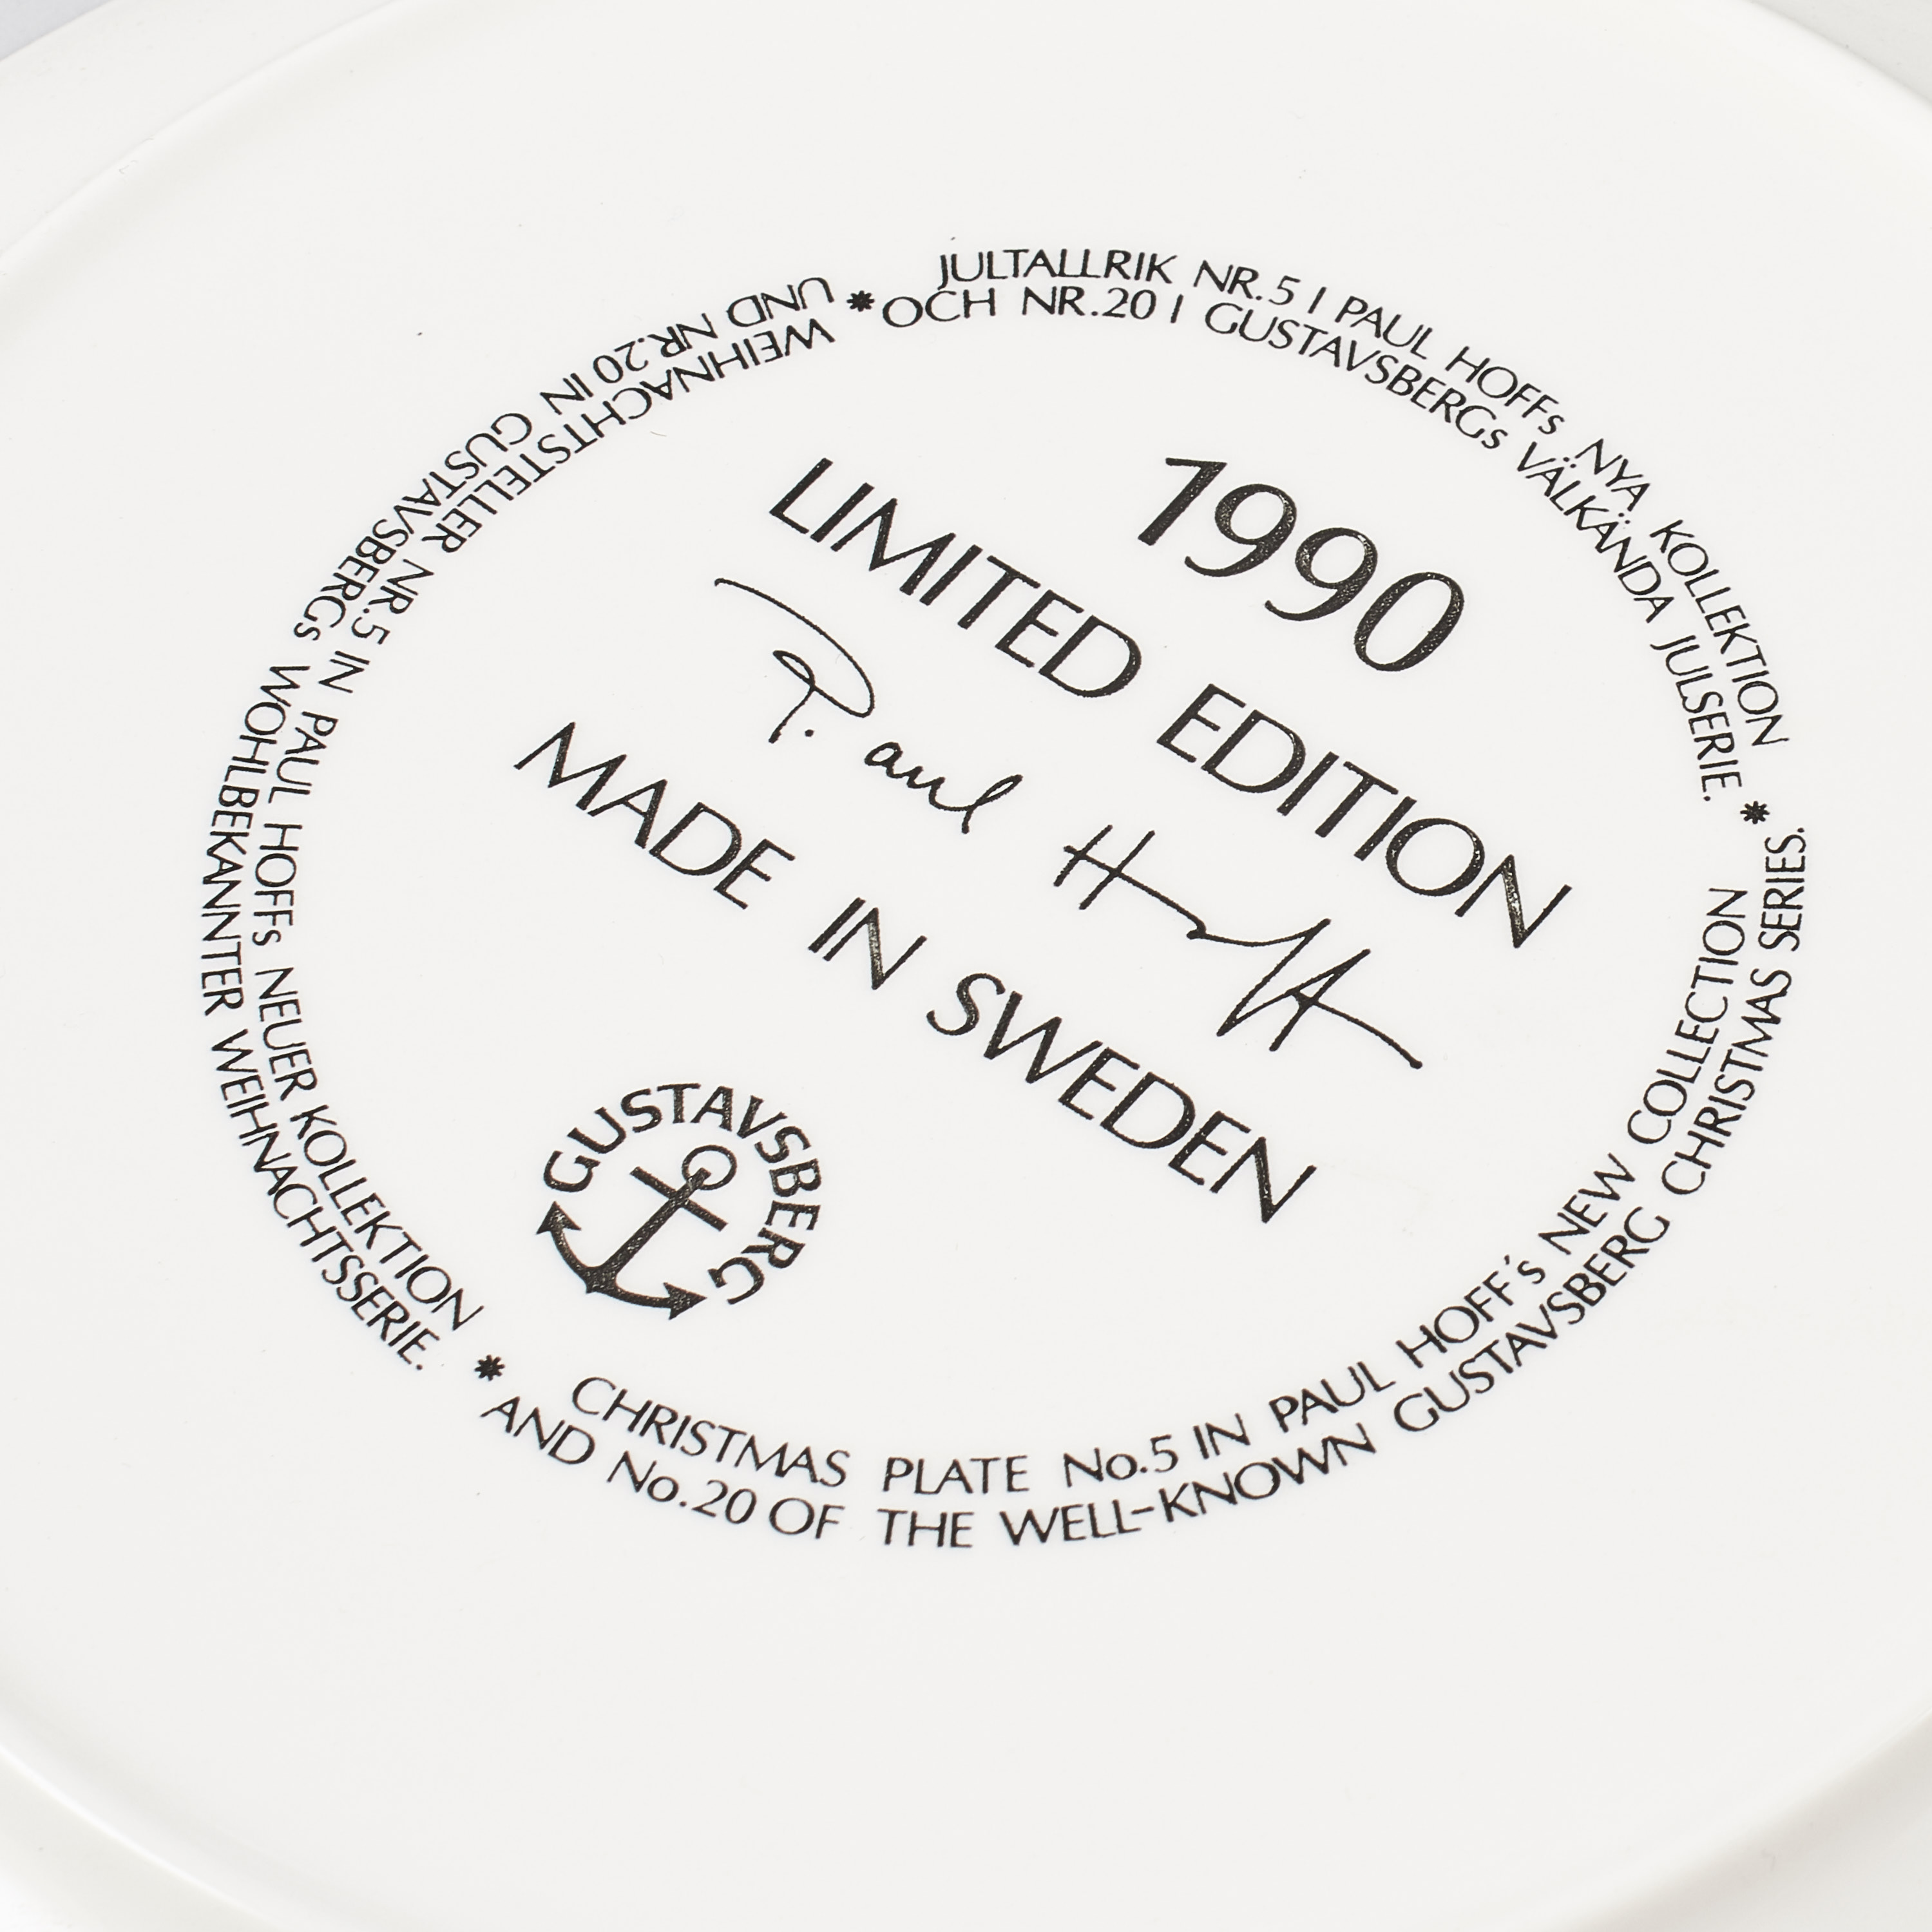 JULTALLRIK NR.5 I PAUL HOFFs NYA KOLLEKTION
* OCH NR.20 I GUSTAVSBERGs VÄLKÄNDA JULSERIE. *
CHRISTMAS PLATE No.5 IN PAUL HOFF's NEW COLLECTION
* AND No.20 OF THE WELL-KNOWN GUSTAVSBERG CHRISTMAS SERIES.
WEIHNACHTSTELLER NR.5 IN PAUL HOFFs NEUER KOLLEKTION
UND NR.20 IN GUSTAVSBERGs WOHLBEKANNTER WEIHNACHTSSERIE.
1990
LIMITED EDITION
Paul Hoff
MADE IN SWEDEN
GUSTAVSBERG